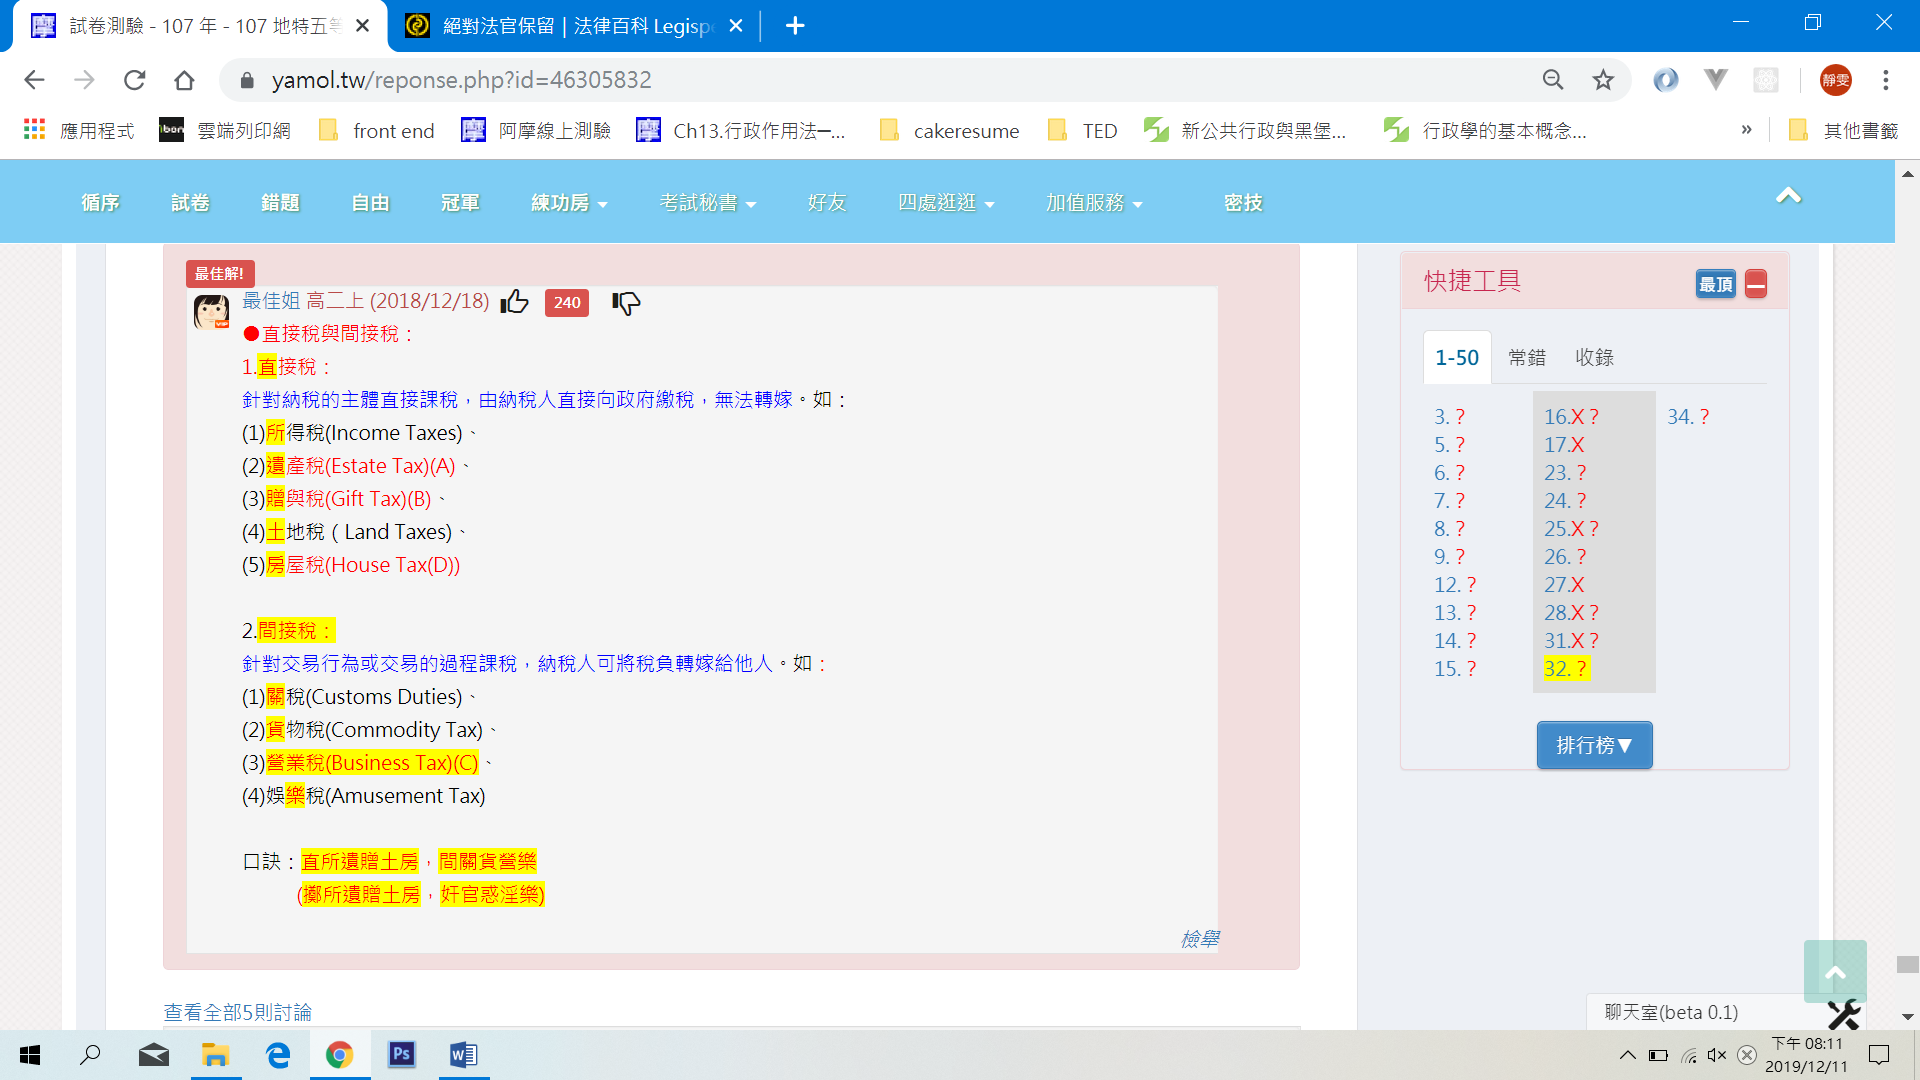 試卷測驗 - 107 年 - 107 地特五等
絕對法官保留 | 法律百科 Legisp
yamol.tw/reponse.php?id=46305832
靜雯
應用程式
ibon 雲端列印網
front end
摩 阿摩線上測驗
摩 Ch13.行政作用法─...
cakeresume
TED
新公共行政與黑堡...
行政學的基本概念...
»
其他書籤
循序 試卷 錯題 自由 冠軍 練功房 考試秘書 好友 四處逛逛 加值服務 密技
最佳解!
最佳姐 高二上 (2018/12/18) 240
VIP
●直接稅與間接稅：
1.直接稅：
針對納稅的主體直接課稅，由納稅人直接向政府繳稅，無法轉嫁。如：
(1)所得稅(Income Taxes)、
(2)遺產稅(Estate Tax)(A)、
(3)贈與稅(Gift Tax)(B)、
(4)土地稅 ( Land Taxes)、
(5)房屋稅(House Tax(D))
2.間接稅：
針對交易行為或交易的過程課稅，納稅人可將稅負轉嫁給他人。如：
(1)關稅(Customs Duties)、
(2)貨物稅(Commodity Tax)、
(3)營業稅(Business Tax)(C)、
(4)娛樂稅(Amusement Tax)
口訣：直所遺贈土房，間關貨營樂
(擲所遺贈土房，奸官惑淫樂)
檢舉
查看全部5則討論
快捷工具
最頂
1-50 常錯 收錄
3. ?
5. ?
6. ?
7. ?
8. ?
9. ?
12. ?
13. ?
14. ?
15. ?
16.X ?
17.X
23. ?
24. ?
25.X ?
26. ?
27.X
28.X ?
31.X ?
32. ?
34. ?
排行榜▼
聊天室(beta 0.1)
Ps
下午 08:11
2019/12/11